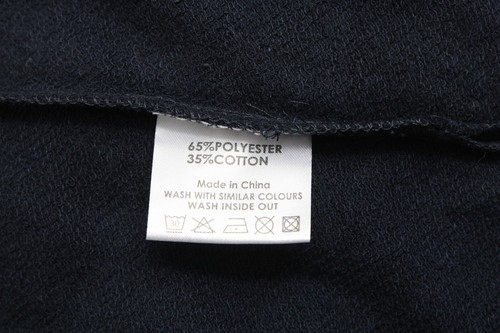 65%POLYESTER
35%COTTON
Made in China
WASH WITH SIMILAR COLOURS
WASH INSIDE OUT